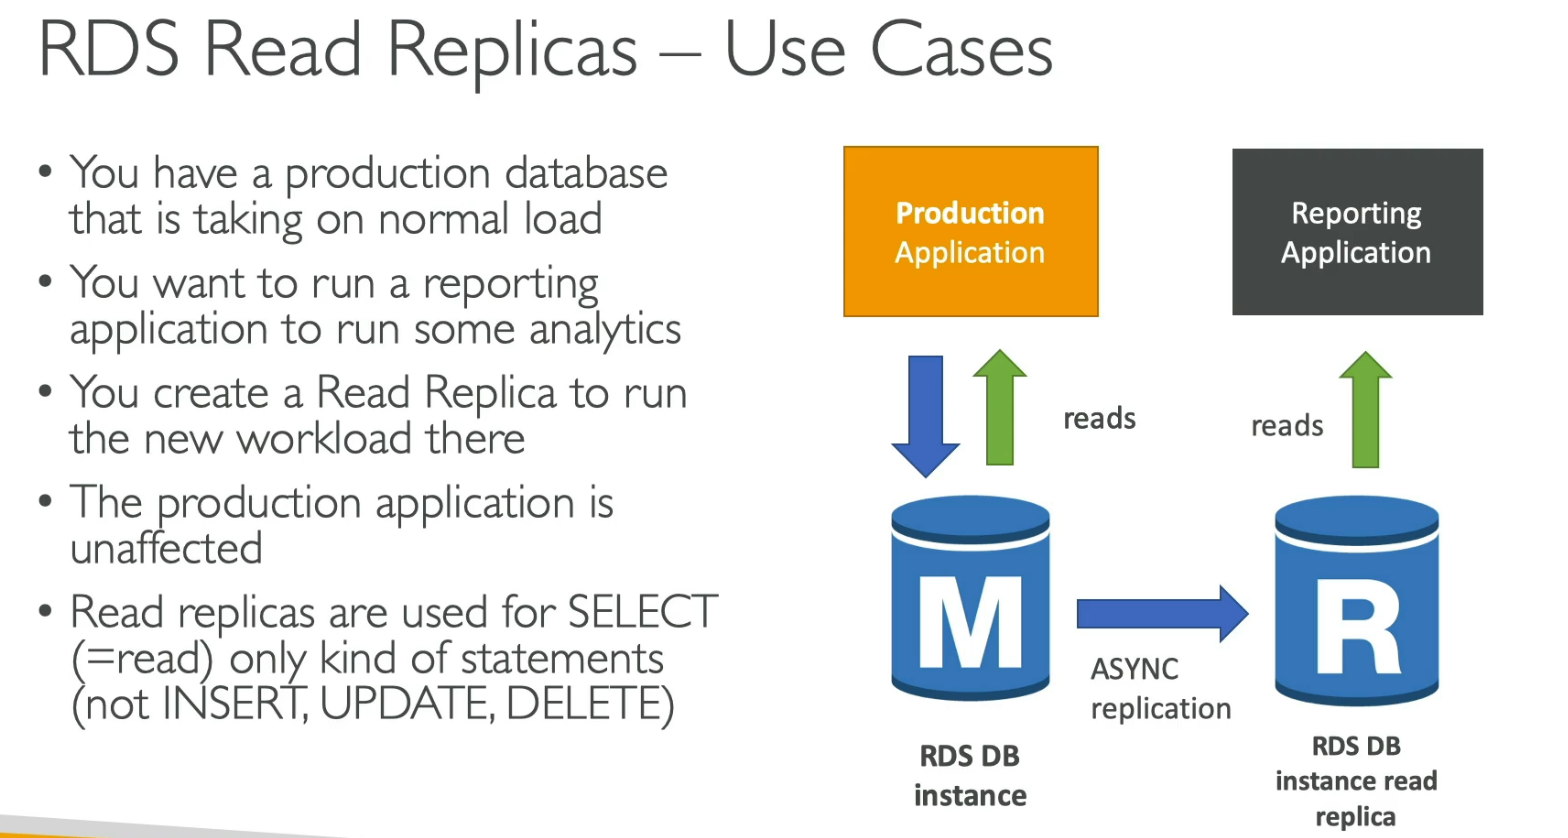 RDS Read Replicas – Use Cases
• You have a production database
that is taking on normal load
• You want to run a reporting
application to run some analytics
• You create a Read Replica to run
the new workload there
• The production application is
unaffected
• Read replicas are used for SELECT
(=read) only kind of statements
(not INSERT, UPDATE, DELETE)
Production
Application
Reporting
Application
reads
reads
M
R
ASYNC
replication
RDS DB
instance
RDS DB
instance read
replica